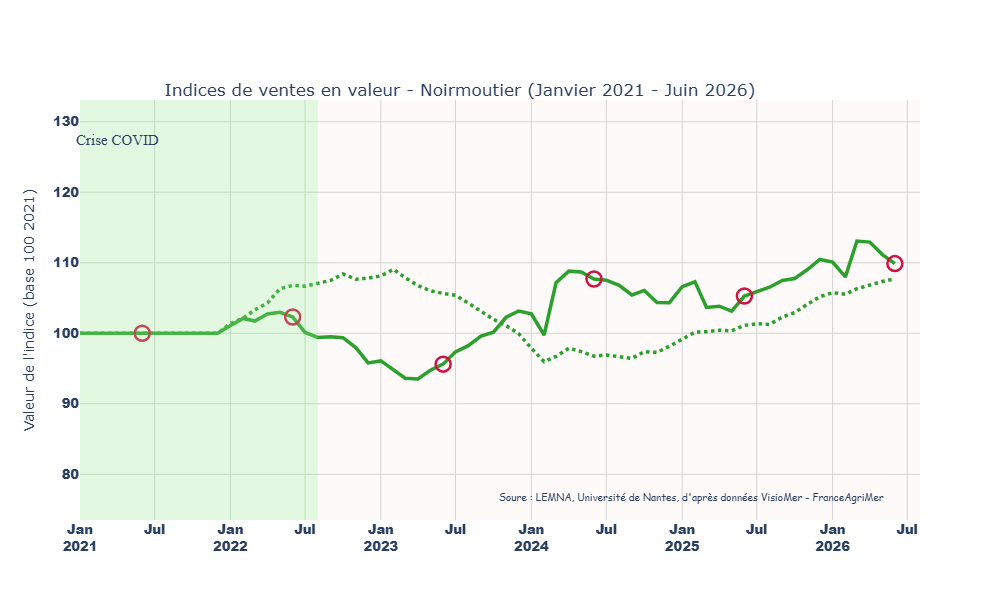 Indices de ventes en valeur - Noirmoutier (Janvier 2021 - Juin 2026)
Valeur de l'Indice (base 100 2021)
130
Crise COVID
120
110
100
90
80
Soure : LEMNA, Université de Nantes, d'après données VisioMer - FranceAgriMer
Jan Jul Jan Jul Jan Jul Jan Jul Jan Jul Jan Jul
2021 2022 2023 2024 2025 2026